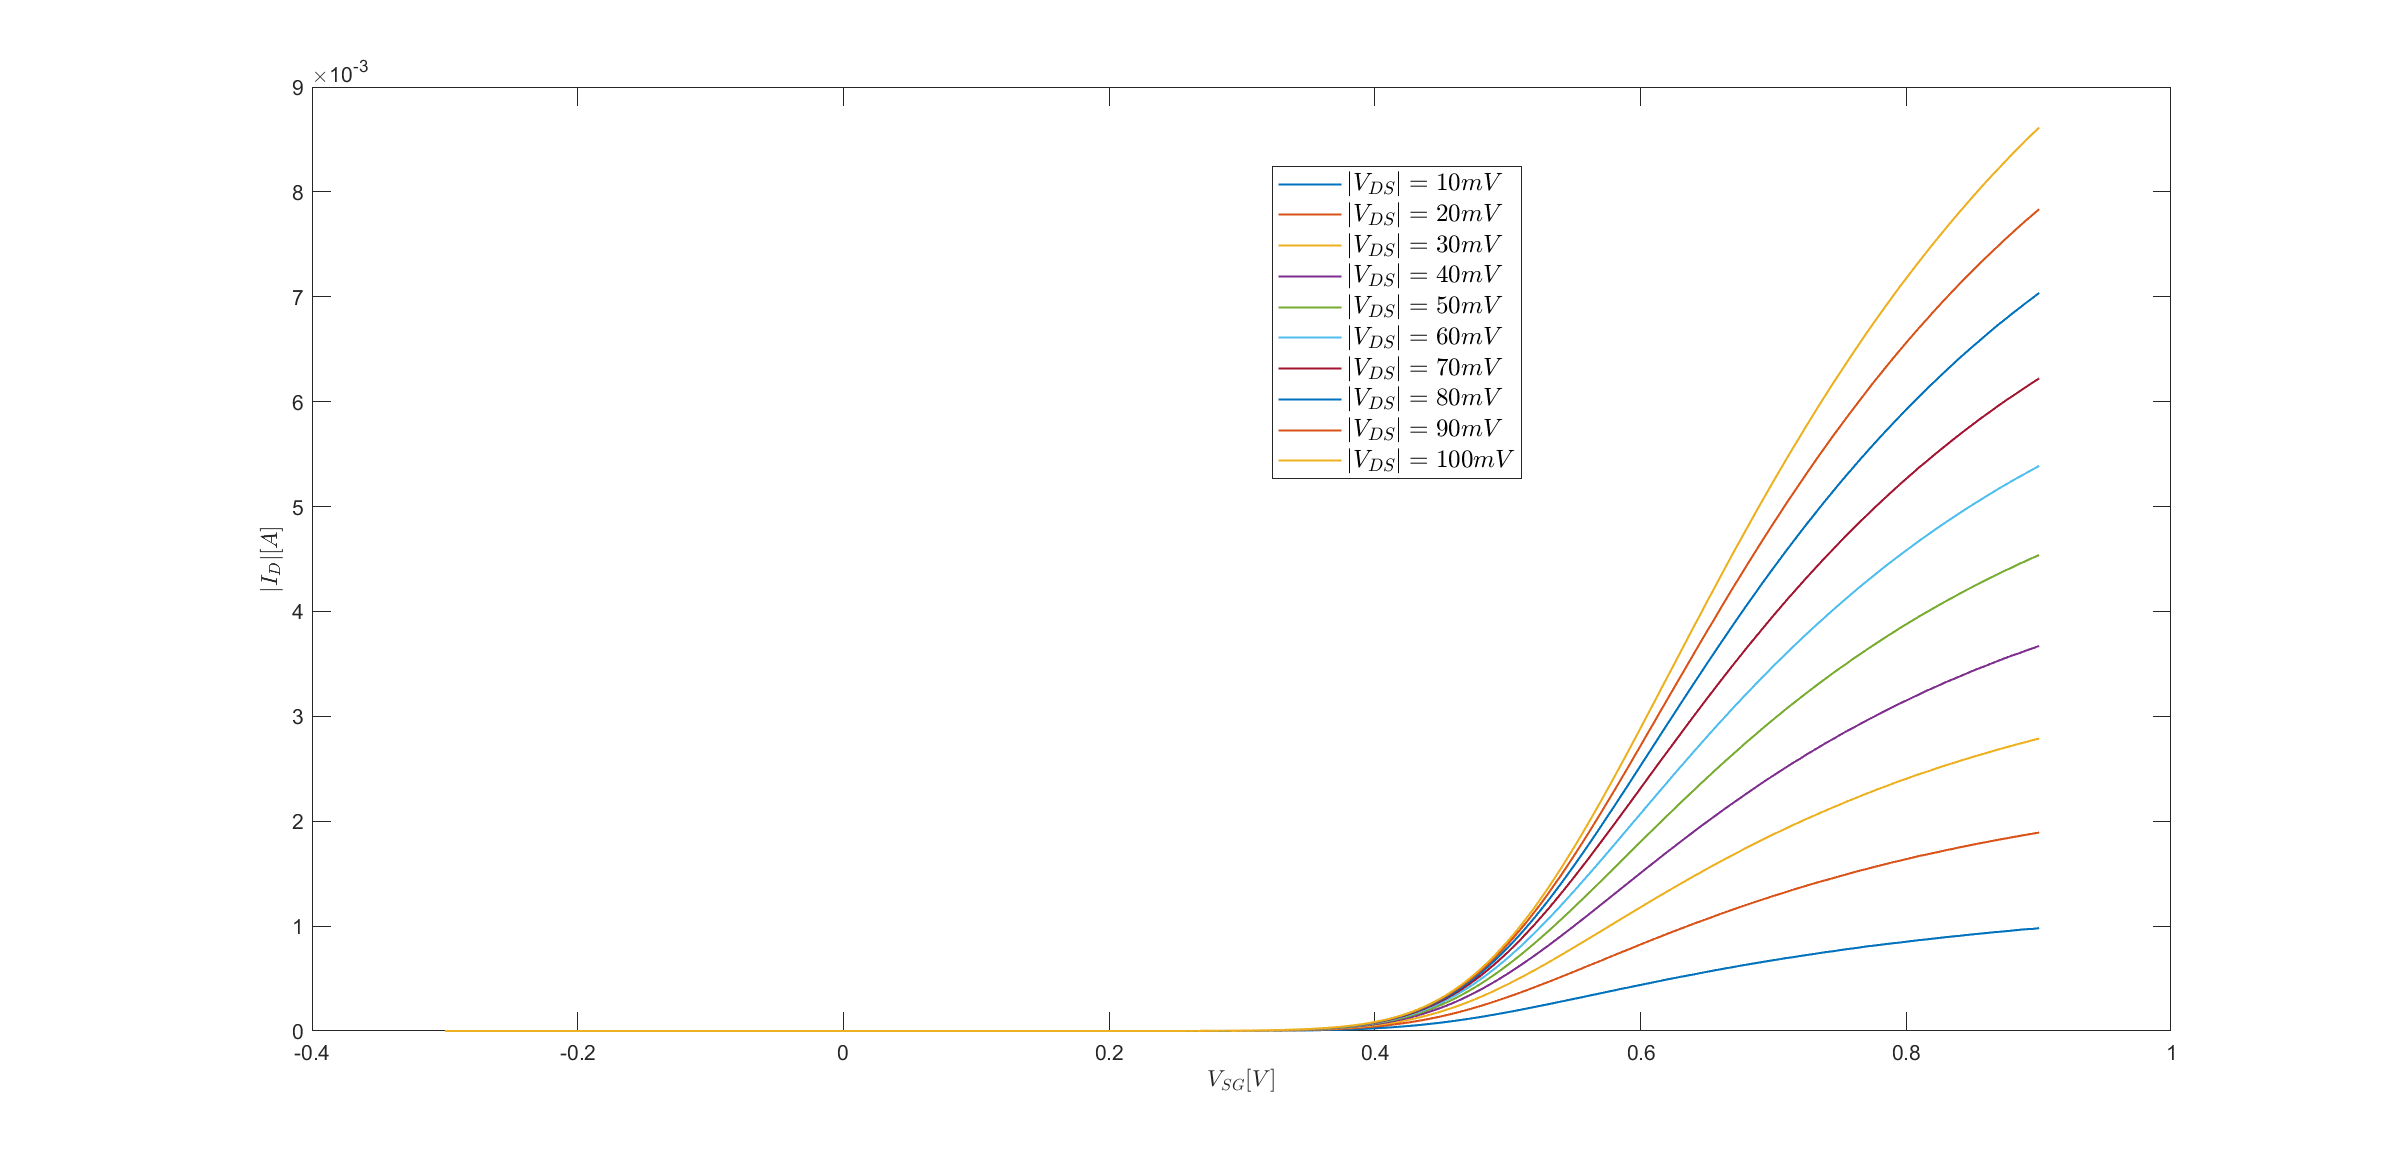 ×10-3
9
8
7
6
5
4
3
2
1
0
|I_D|[A]
|V_DS| = 10mV
|V_DS| = 20mV
|V_DS| = 30mV
|V_DS| = 40mV
|V_DS| = 50mV
|V_DS| = 60mV
|V_DS| = 70mV
|V_DS| = 80mV
|V_DS| = 90mV
|V_DS| = 100mV
-0.4 -0.2 0 0.2 0.4 0.6 0.8 1
V_SG[V]